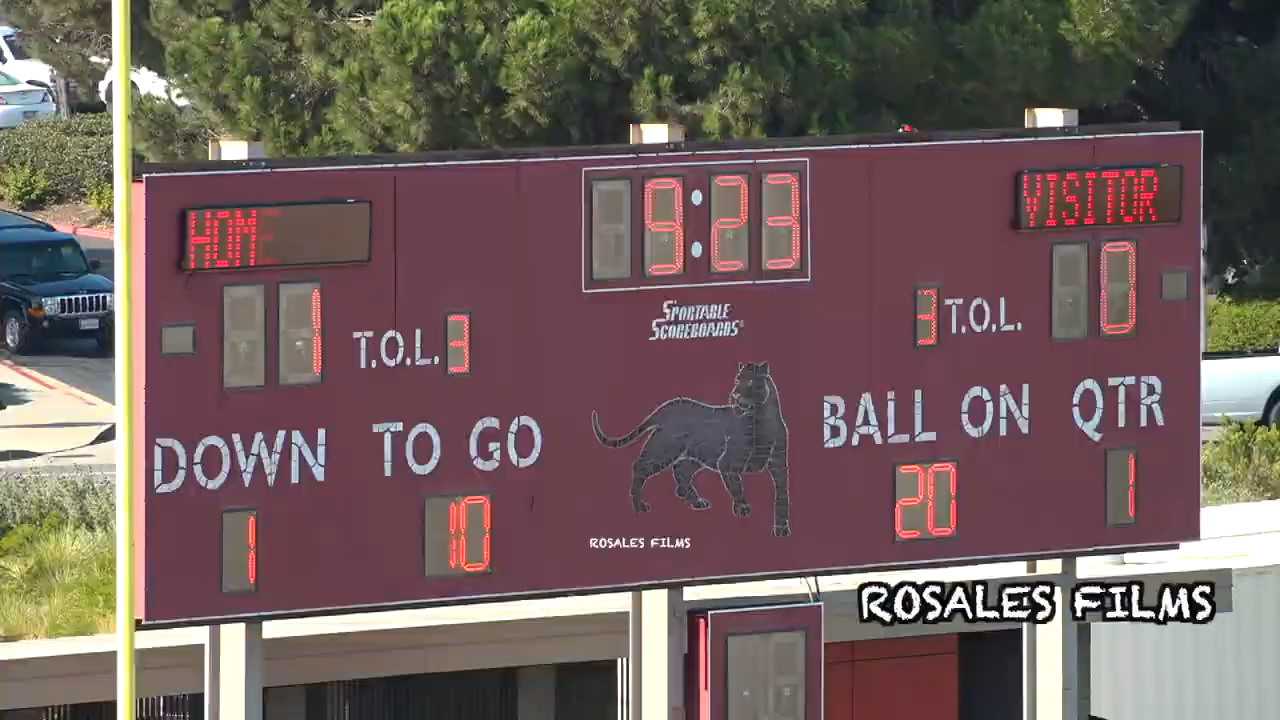 HOME
9:23
VISITOR
1
T.O.L. 3
SPORTABLE
SCOREBOARDS®
3 T.O.L.
0
DOWN TO GO
BALL ON QTR
1
10
20
1
ROSALES FILMS
ROSALES FILMS